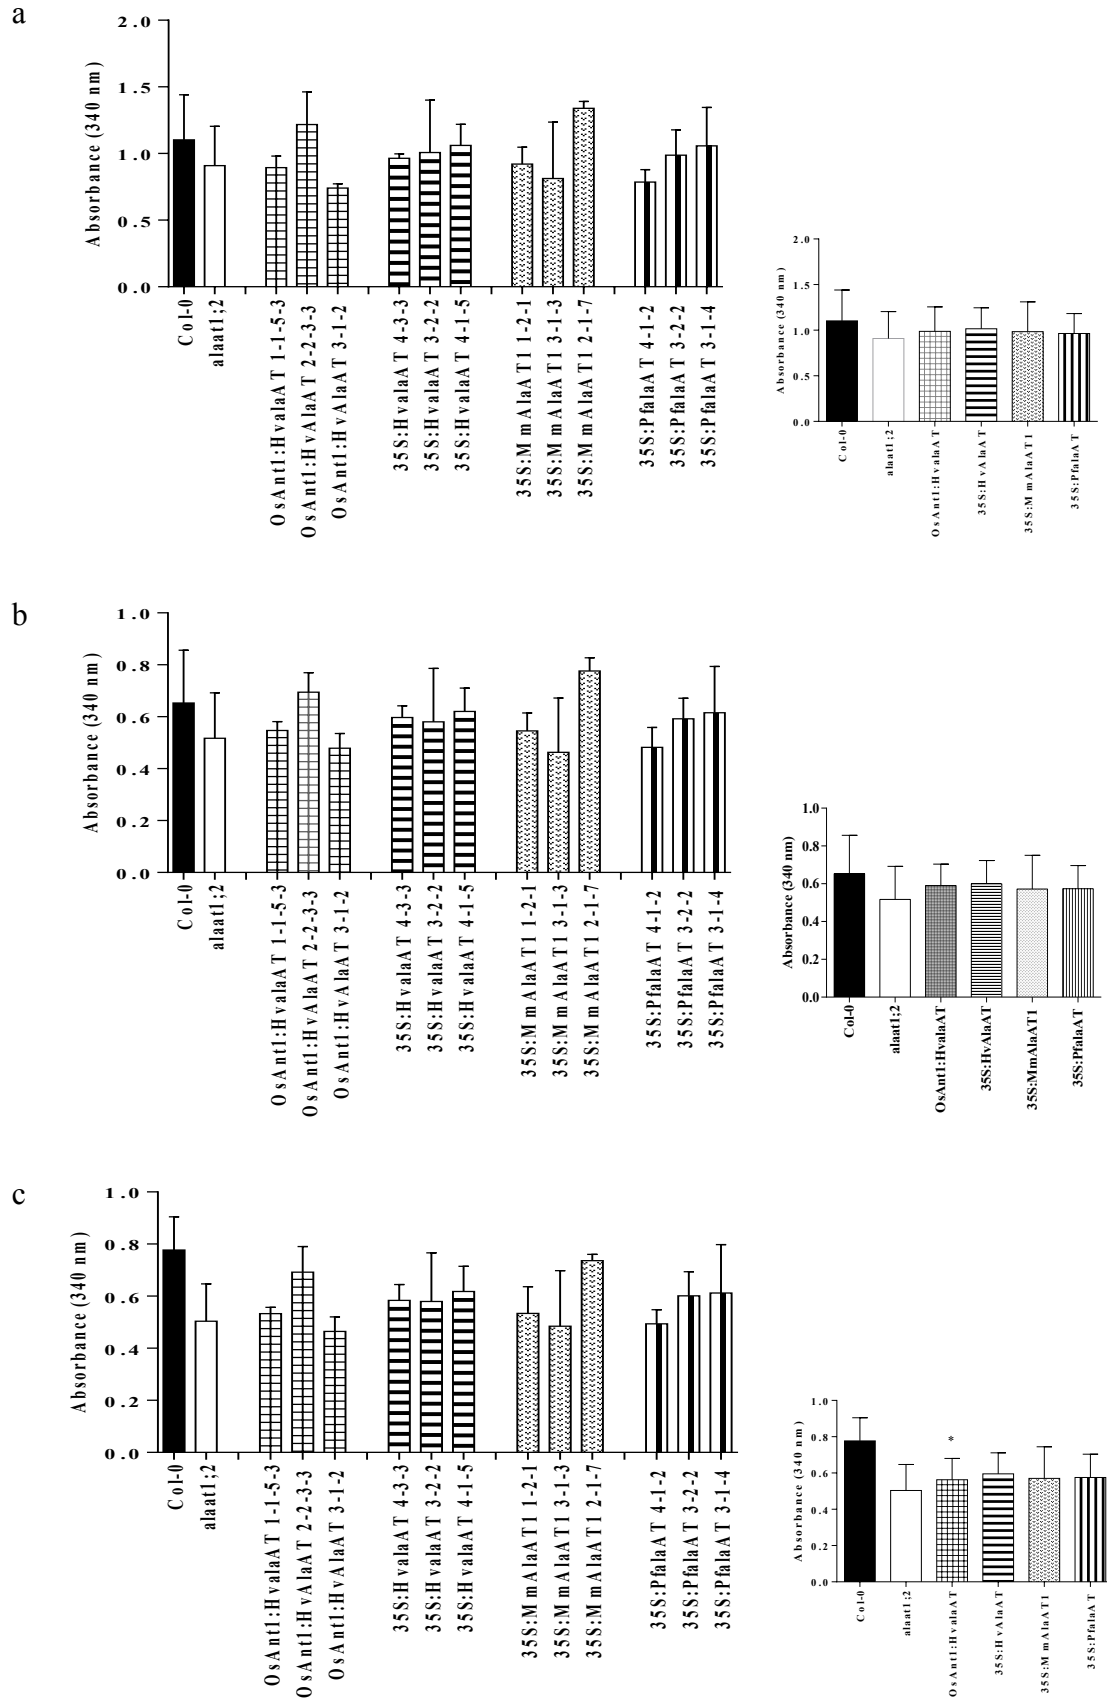 a
Absorbance (340 nm)
2.0
1.5
1.0
0.5
0.0
Col-0
alaat1;2
OsAnt1:HvalaAT 1-1-5-3
OsAnt1:HvAlaAT 2-2-3-3
OsAnt1:HvAlaAT 3-1-2
35S:HvalaAT 4-3-3
35S:HvalaAT 3-2-2
35S:HvalaAT 4-1-5
35S:MmAlaAT1 1-2-1
35S:MmAlaAT1 3-1-3
35S:MmAlaAT1 2-1-7
35S:PfalaAT 4-1-2
35S:PfalaAT 3-2-2
35S:PfalaAT 3-1-4
Absorbance (340 nm)
2.0
1.5
1.0
0.5
0.0
Col-0
alaat1;2
OsAnt1:HvalaAT
35S:HvAlaAT
35S:MmAlaAT1
35S:PfalaAT
b
Absorbance (340 nm)
1.0
0.8
0.6
0.4
0.2
0.0
Col-0
alaat1;2
OsAnt1:HvalaAT 1-1-5-3
OsAnt1:HvAlaAT 2-2-3-3
OsAnt1:HvAlaAT 3-1-2
35S:HvalaAT 4-3-3
35S:HvalaAT 3-2-2
35S:HvalaAT 4-1-5
35S:MmAlaAT1 1-2-1
35S:MmAlaAT1 3-1-3
35S:MmAlaAT1 2-1-7
35S:PfalaAT 4-1-2
35S:PfalaAT 3-2-2
35S:PfalaAT 3-1-4
Absorbance (340 nm)
1.0
0.8
0.6
0.4
0.2
0.0
Col-0
alaat1;2
OsAnt1:HvalaAT
35S:HvAlaAT
35S:MmAlaAT1
35S:PfalaAT
c
Absorbance (340 nm)
1.0
0.8
0.6
0.4
0.2
0.0
Col-0
alaat1;2
OsAnt1:HvalaAT 1-1-5-3
OsAnt1:HvAlaAT 2-2-3-3
OsAnt1:HvAlaAT 3-1-2
35S:HvalaAT 4-3-3
35S:HvalaAT 3-2-2
35S:HvalaAT 4-1-5
35S:MmAlaAT1 1-2-1
35S:MmAlaAT1 3-1-3
35S:MmAlaAT1 2-1-7
35S:PfalaAT 4-1-2
35S:PfalaAT 3-2-2
35S:PfalaAT 3-1-4
Absorbance (340 nm)
1.0
0.8
0.6
0.4
0.2
0.0
*
Col-0
alaat1;2
OsAnt1:HvalaAT
35S:HvAlaAT
35S:MmAlaAT1
35S:PfalaAT